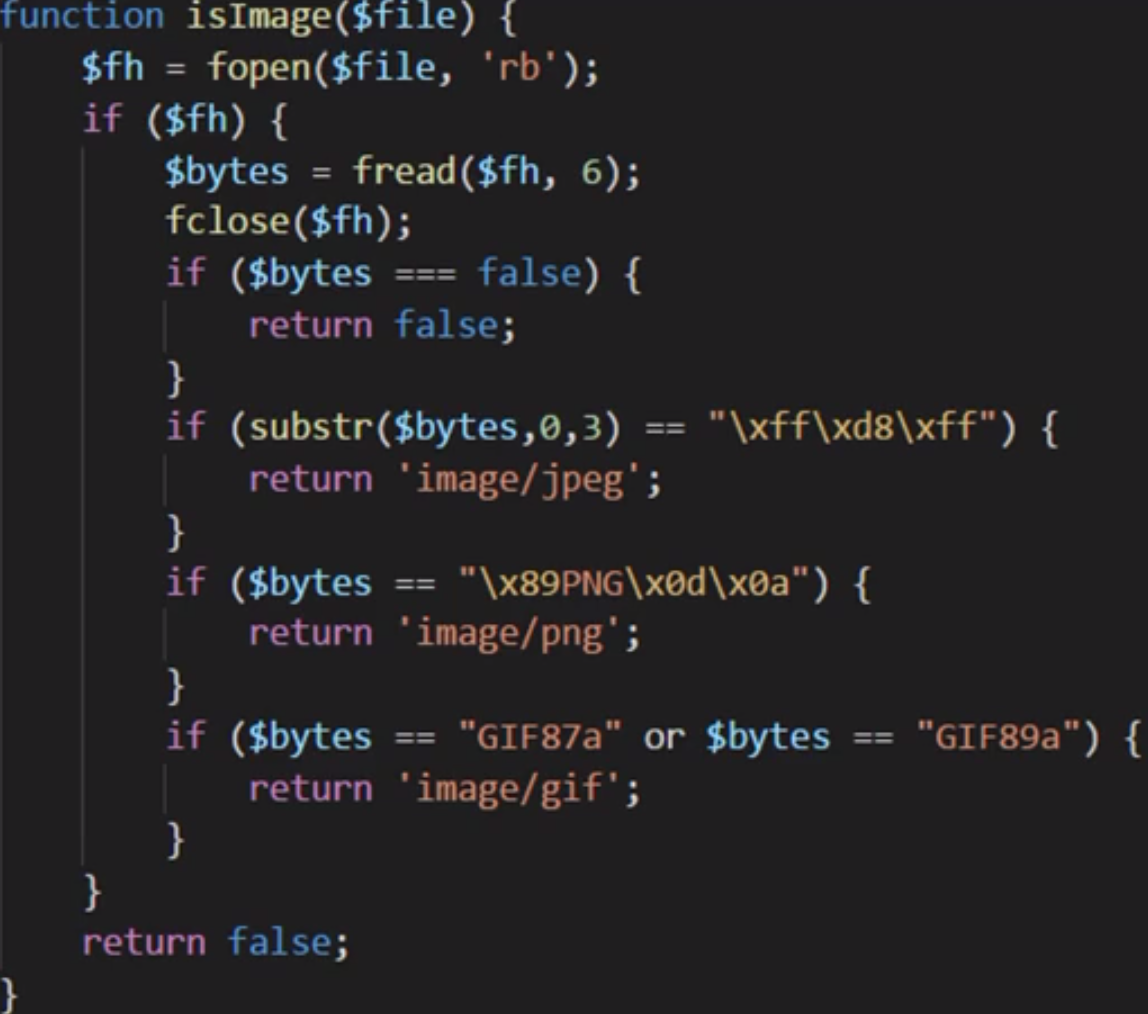 function isImage($file) {
    $fh = fopen($file, 'rb');
    if ($fh) {
        $bytes = fread($fh, 6);
        fclose($fh);
        if ($bytes === false) {
            return false;
        }
        if (substr($bytes,0,3) == "\xff\xd8\xff") {
            return 'image/jpeg';
        }
        if ($bytes == "\x89PNG\x0d\x0a") {
            return 'image/png';
        }
        if ($bytes == "GIF87a" or $bytes == "GIF89a") {
            return 'image/gif';
        }
    }
    return false;
}